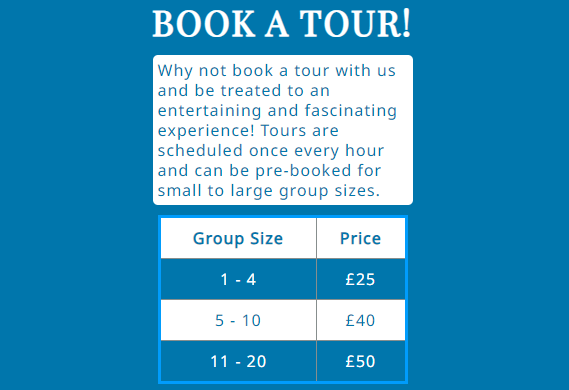 BOOK A TOUR!
Why not book a tour with us
and be treated to an
entertaining and fascinating
experience! Tours are
scheduled once every hour
and can be pre-booked for
small to large group sizes.
Group Size Price
1 - 4 £25
5 - 10 £40
11 - 20 £50